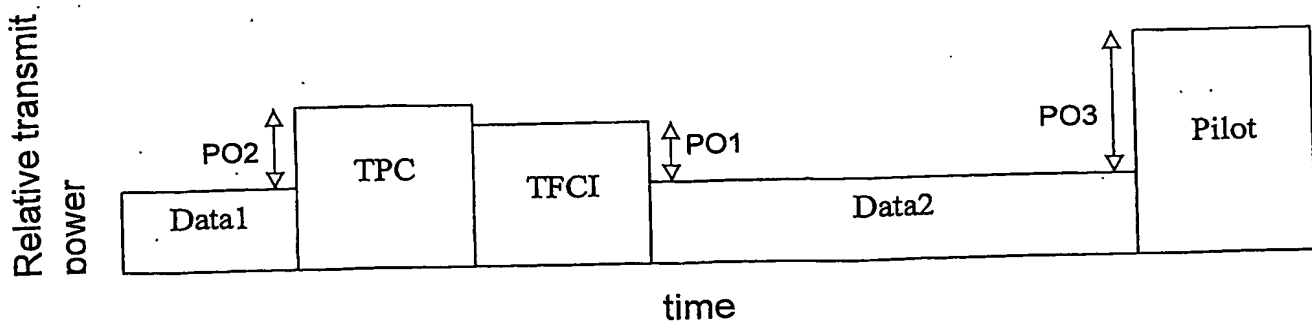 Relative transmit
power
Data1
PO2
TPC
TFCI
PO1
Data2
PO3
Pilot
time